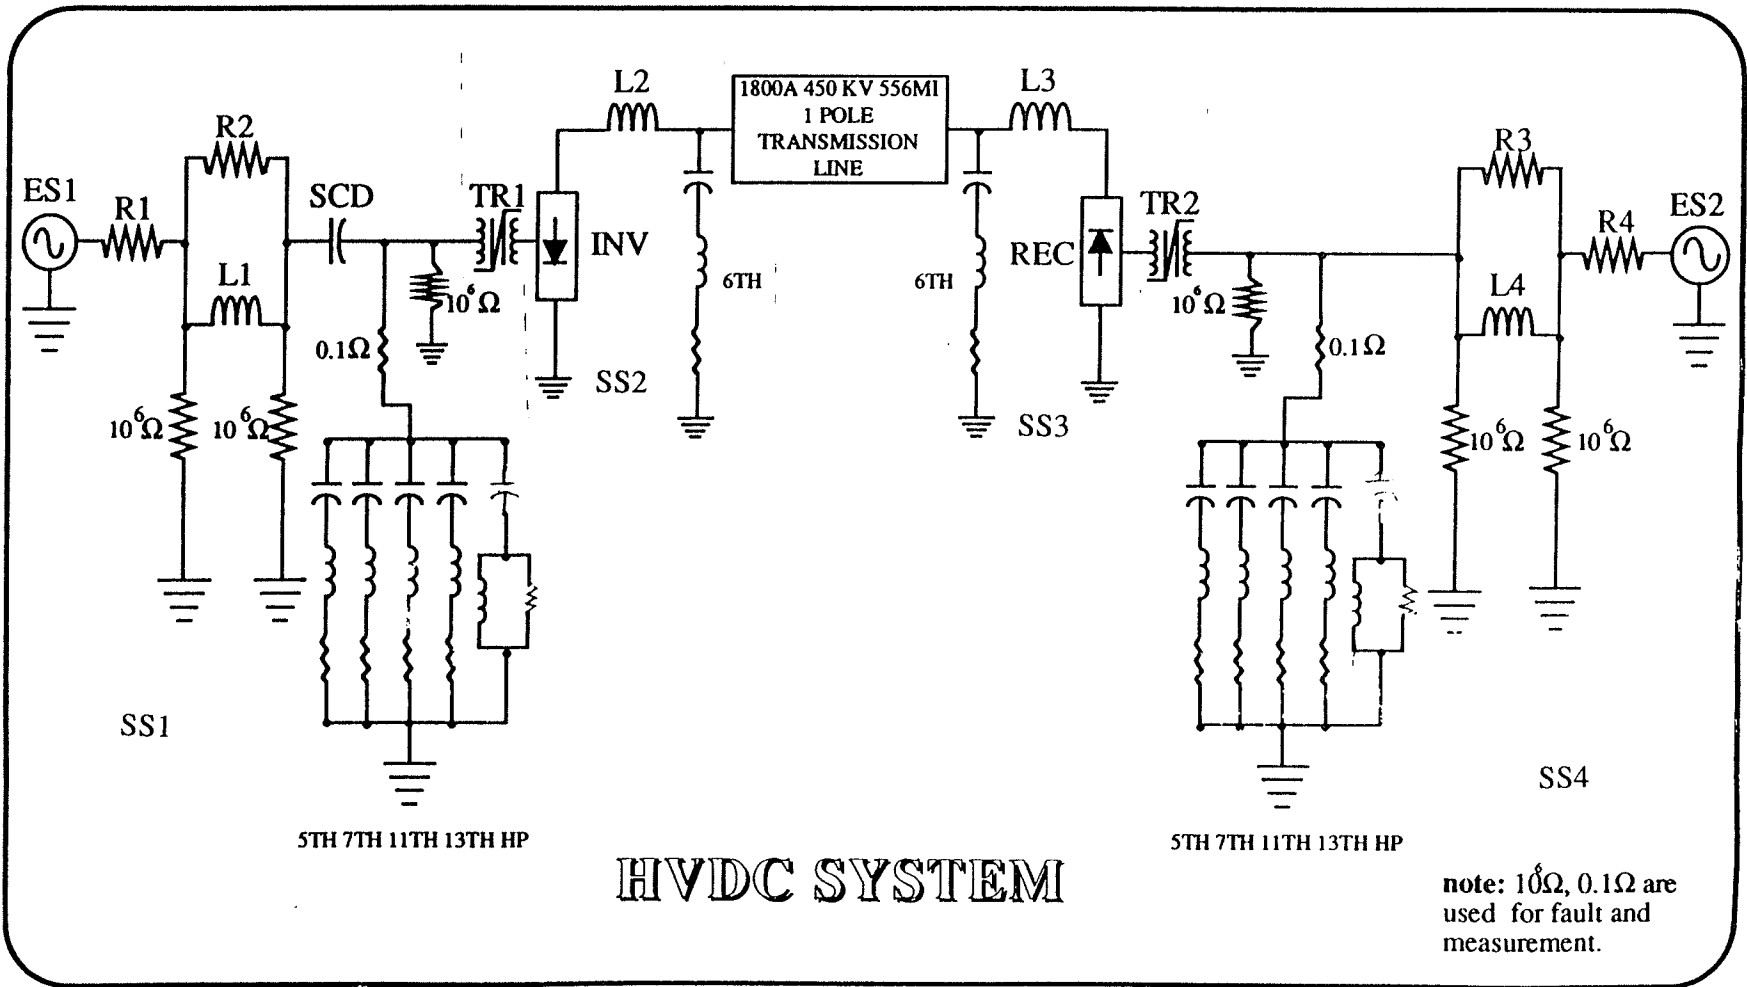 L2
1800A 450 KV 556MI
1 POLE
TRANSMISSION
LINE
L3
R2
R3
ES1
R1
SCD
TR1
INV
6TH
6TH
REC
TR2
R4
ES2
L1
10⁶Ω
10⁶Ω
L4
0.1Ω
SS2
0.1Ω
10⁶Ω
10⁶Ω
SS3
10⁶Ω
10⁶Ω
SS1
SS4
5TH 7TH 11TH 13TH HP
5TH 7TH 11TH 13TH HP
HVDC SYSTEM
note: 10⁶Ω, 0.1Ω are
used for fault and
measurement.